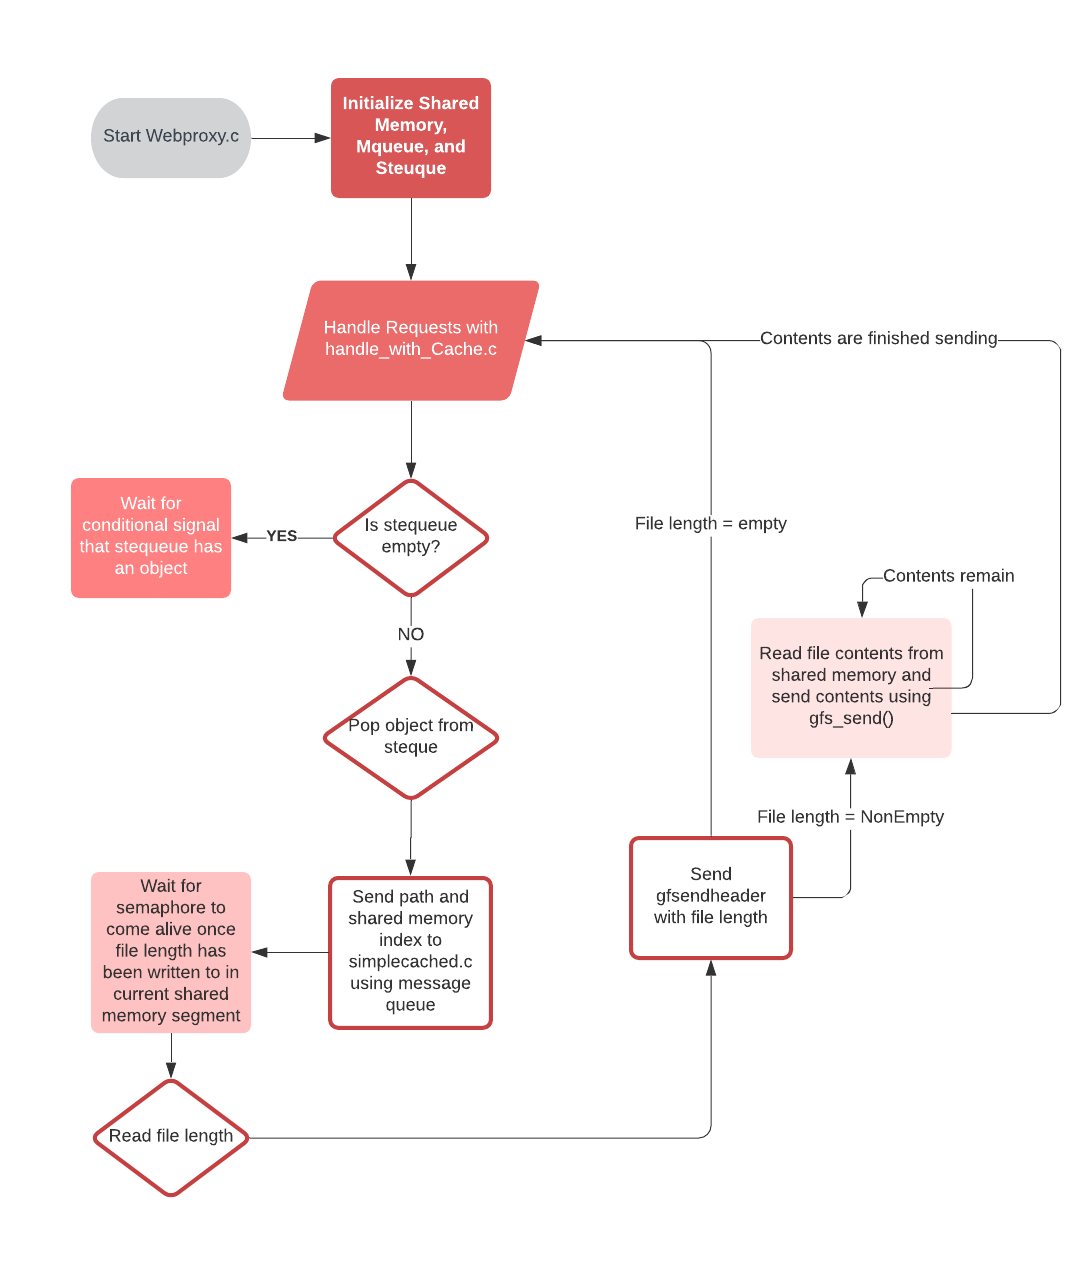 Start Webproxy.c
Initialize Shared
Memory,
Mqueue, and
Steuque
Handle Requests with
handle_with_Cache.c
Contents are finished sending
Wait for
conditional signal
that stequeue has
an object
YES
Is stequeue
empty?
File length = empty
NO
Contents remain
Read file contents from
shared memory and
send contents using
gfs_send()
Pop object from
steque
File length = NonEmpty
Send
gfsendheader
with file length
Send path and
shared memory
index to
simplecached.c
using message
queue
Wait for
semaphore to
come alive once
file length has
been written to in
current shared
memory segment
Read file length